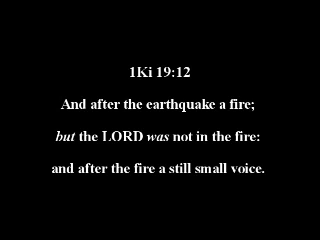 1Ki 19:12
And after the earthquake a fire;
but the LORD was not in the fire:
and after the fire a still small voice.